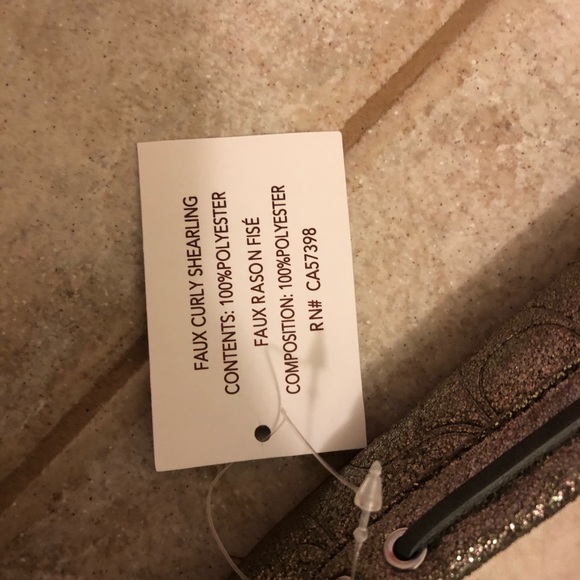 FAUX CURLY SHEARLING
CONTENTS: 100%POLYESTER
FAUX RASON FISÉ
COMPOSITION: 100%POLYESTER
RN# CA57398